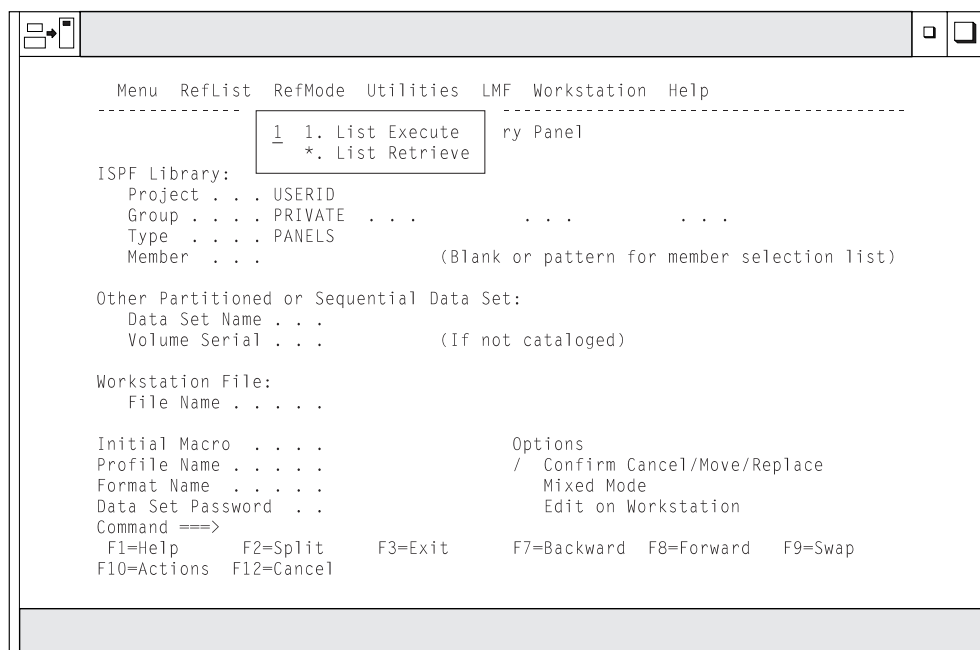 Menu  RefList  RefMode  Utilities  LMF  Workstation  Help
1  1. List Execute  ry Panel
*. List Retrieve
ISPF Library:
Project . . . USERID
Group . . . . PRIVATE  . . .           . . .           . . .
Type  . . . . PANELS
Member  . . .                 (Blank or pattern for member selection list)
Other Partitioned or Sequential Data Set:
Data Set Name . . .
Volume Serial . . .           (If not cataloged)
Workstation File:
File Name . . . . .
Initial Macro  . . . .                  Options
Profile Name . . . . .                  /  Confirm Cancel/Move/Replace
Format Name  . . . . .                     Mixed Mode
Data Set Password  . .                     Edit on Workstation
Command ===>
F1=Help      F2=Split     F3=Exit      F7=Backward  F8=Forward   F9=Swap
F10=Actions  F12=Cancel